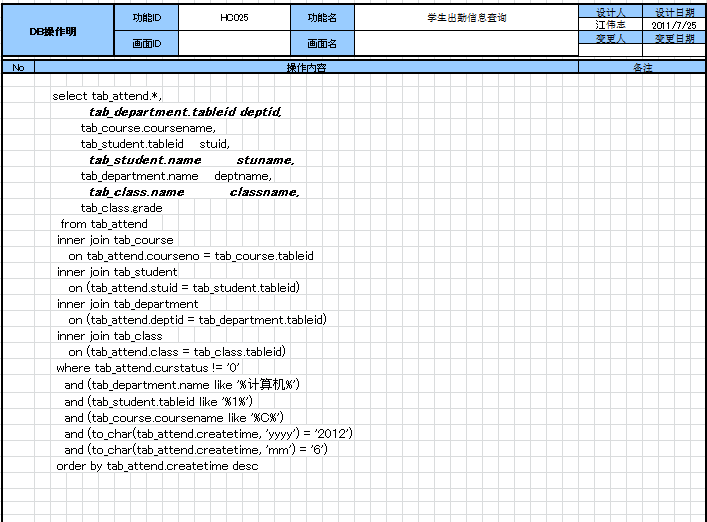 DB操作明
功能ID
HC025
功能名
学生出勤信息查询
设计人
设计日期
江伟志
2011/7/25
画面ID
画面名
变更人
变更日期
No
操作内容
备注
select tab_attend.*,
tab_department.tableid deptid,
tab_course.coursename,
tab_student.tableid stuid,
tab_student.name stuname,
tab_department.name deptname,
tab_class.name classname,
tab_class.grade
from tab_attend
inner join tab_course
on tab_attend.courseno = tab_course.tableid
inner join tab_student
on (tab_attend.stuid = tab_student.tableid)
inner join tab_department
on (tab_attend.deptid = tab_department.tableid)
inner join tab_class
on (tab_attend.class = tab_class.tableid)
where tab_attend.curstatus != '0'
and (tab_department.name like '%计算机%')
and (tab_student.tableid like '%1%')
and (tab_course.coursename like '%C%')
and (to_char(tab_attend.createtime, 'yyyy') = '2012')
and (to_char(tab_attend.createtime, 'mm') = '6')
order by tab_attend.createtime desc